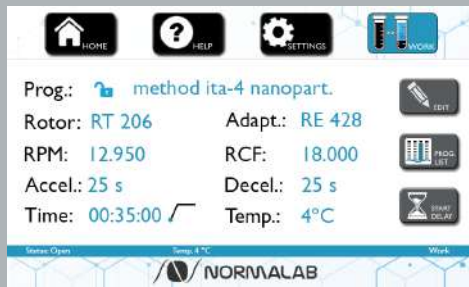 HOME
HELP
SETTINGS
WORK
Prog.: method ita-4 nanopart.
EDIT
Rotor: RT 206 Adapt.: RE 428
RPM: 12.950 RCF: 18.000
PROG. LIST
Accel.: 25 s Decel.: 25 s
Time: 00:35:00 Temp.: 4°C
START DELAY
Status: Open Temp. 4 °C Work
NORMALAB